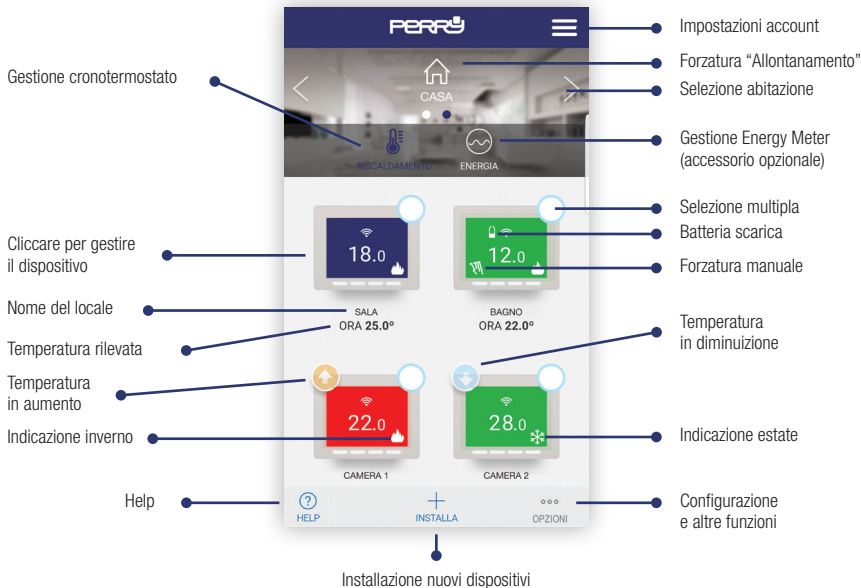 PERRY
Impostazioni account
Forzatura “Allontanamento”
Gestione cronotermostato
CASA
Selezione abitazione
Gestione Energy Meter
(accessorio opzionale)
RISCALDAMENTO
ENERGIA
Selezione multipla
Batteria scarica
Cliccare per gestire
il dispositivo
18.0
12.0
Forzatura manuale
Nome del locale
SALA
BAGNO
ORA 25.0°
ORA 22.0°
Temperatura rilevata
Temperatura
in diminuizione
Temperatura
in aumento
22.0
28.0
Indicazione inverno
Indicazione estate
CAMERA 1
CAMERA 2
Help
?
HELP
INSTALLA
OPZIONI
Configurazione
e altre funzioni
Installazione nuovi dispositivi